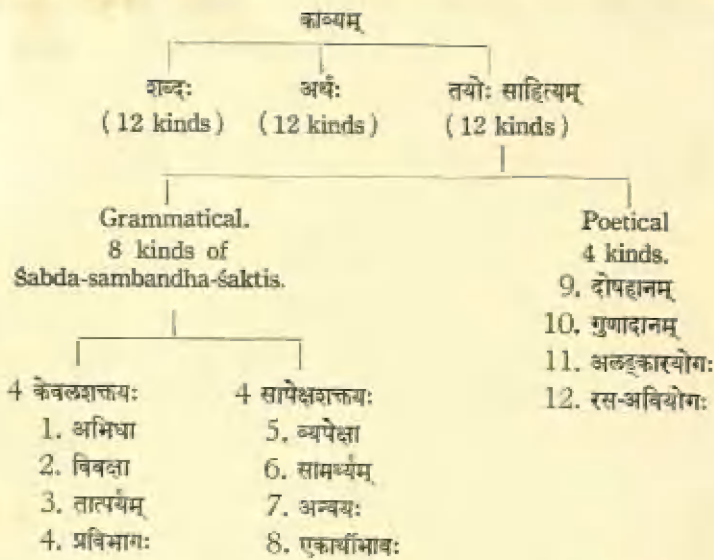 काव्यम्
शब्दः अर्थः तयोः साहित्यम्
( 12 kinds ) ( 12 kinds ) ( 12 kinds )
Grammatical.
8 kinds of
Śabda-sambandha-śaktis.
Poetical
4 kinds.
9. दोषहानम्
10. गुणादानम्
11. अलङ्कारयोगः
12. रस-अवियोगः
4 केवलशक्तयः
1. अभिधा
2. विवक्षा
3. तात्पर्यम्
4. प्रविभागः
4 सापेक्षशक्तयः
5. व्यपेक्षा
6. सामर्थ्यम्
7. अन्वयः
8. एकार्थीभावः